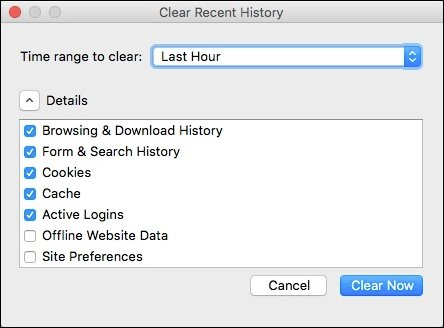 Clear Recent History
Time range to clear: Last Hour
Details
Browsing & Download History
Form & Search History
Cookies
Cache
Active Logins
Offline Website Data
Site Preferences
Cancel Clear Now